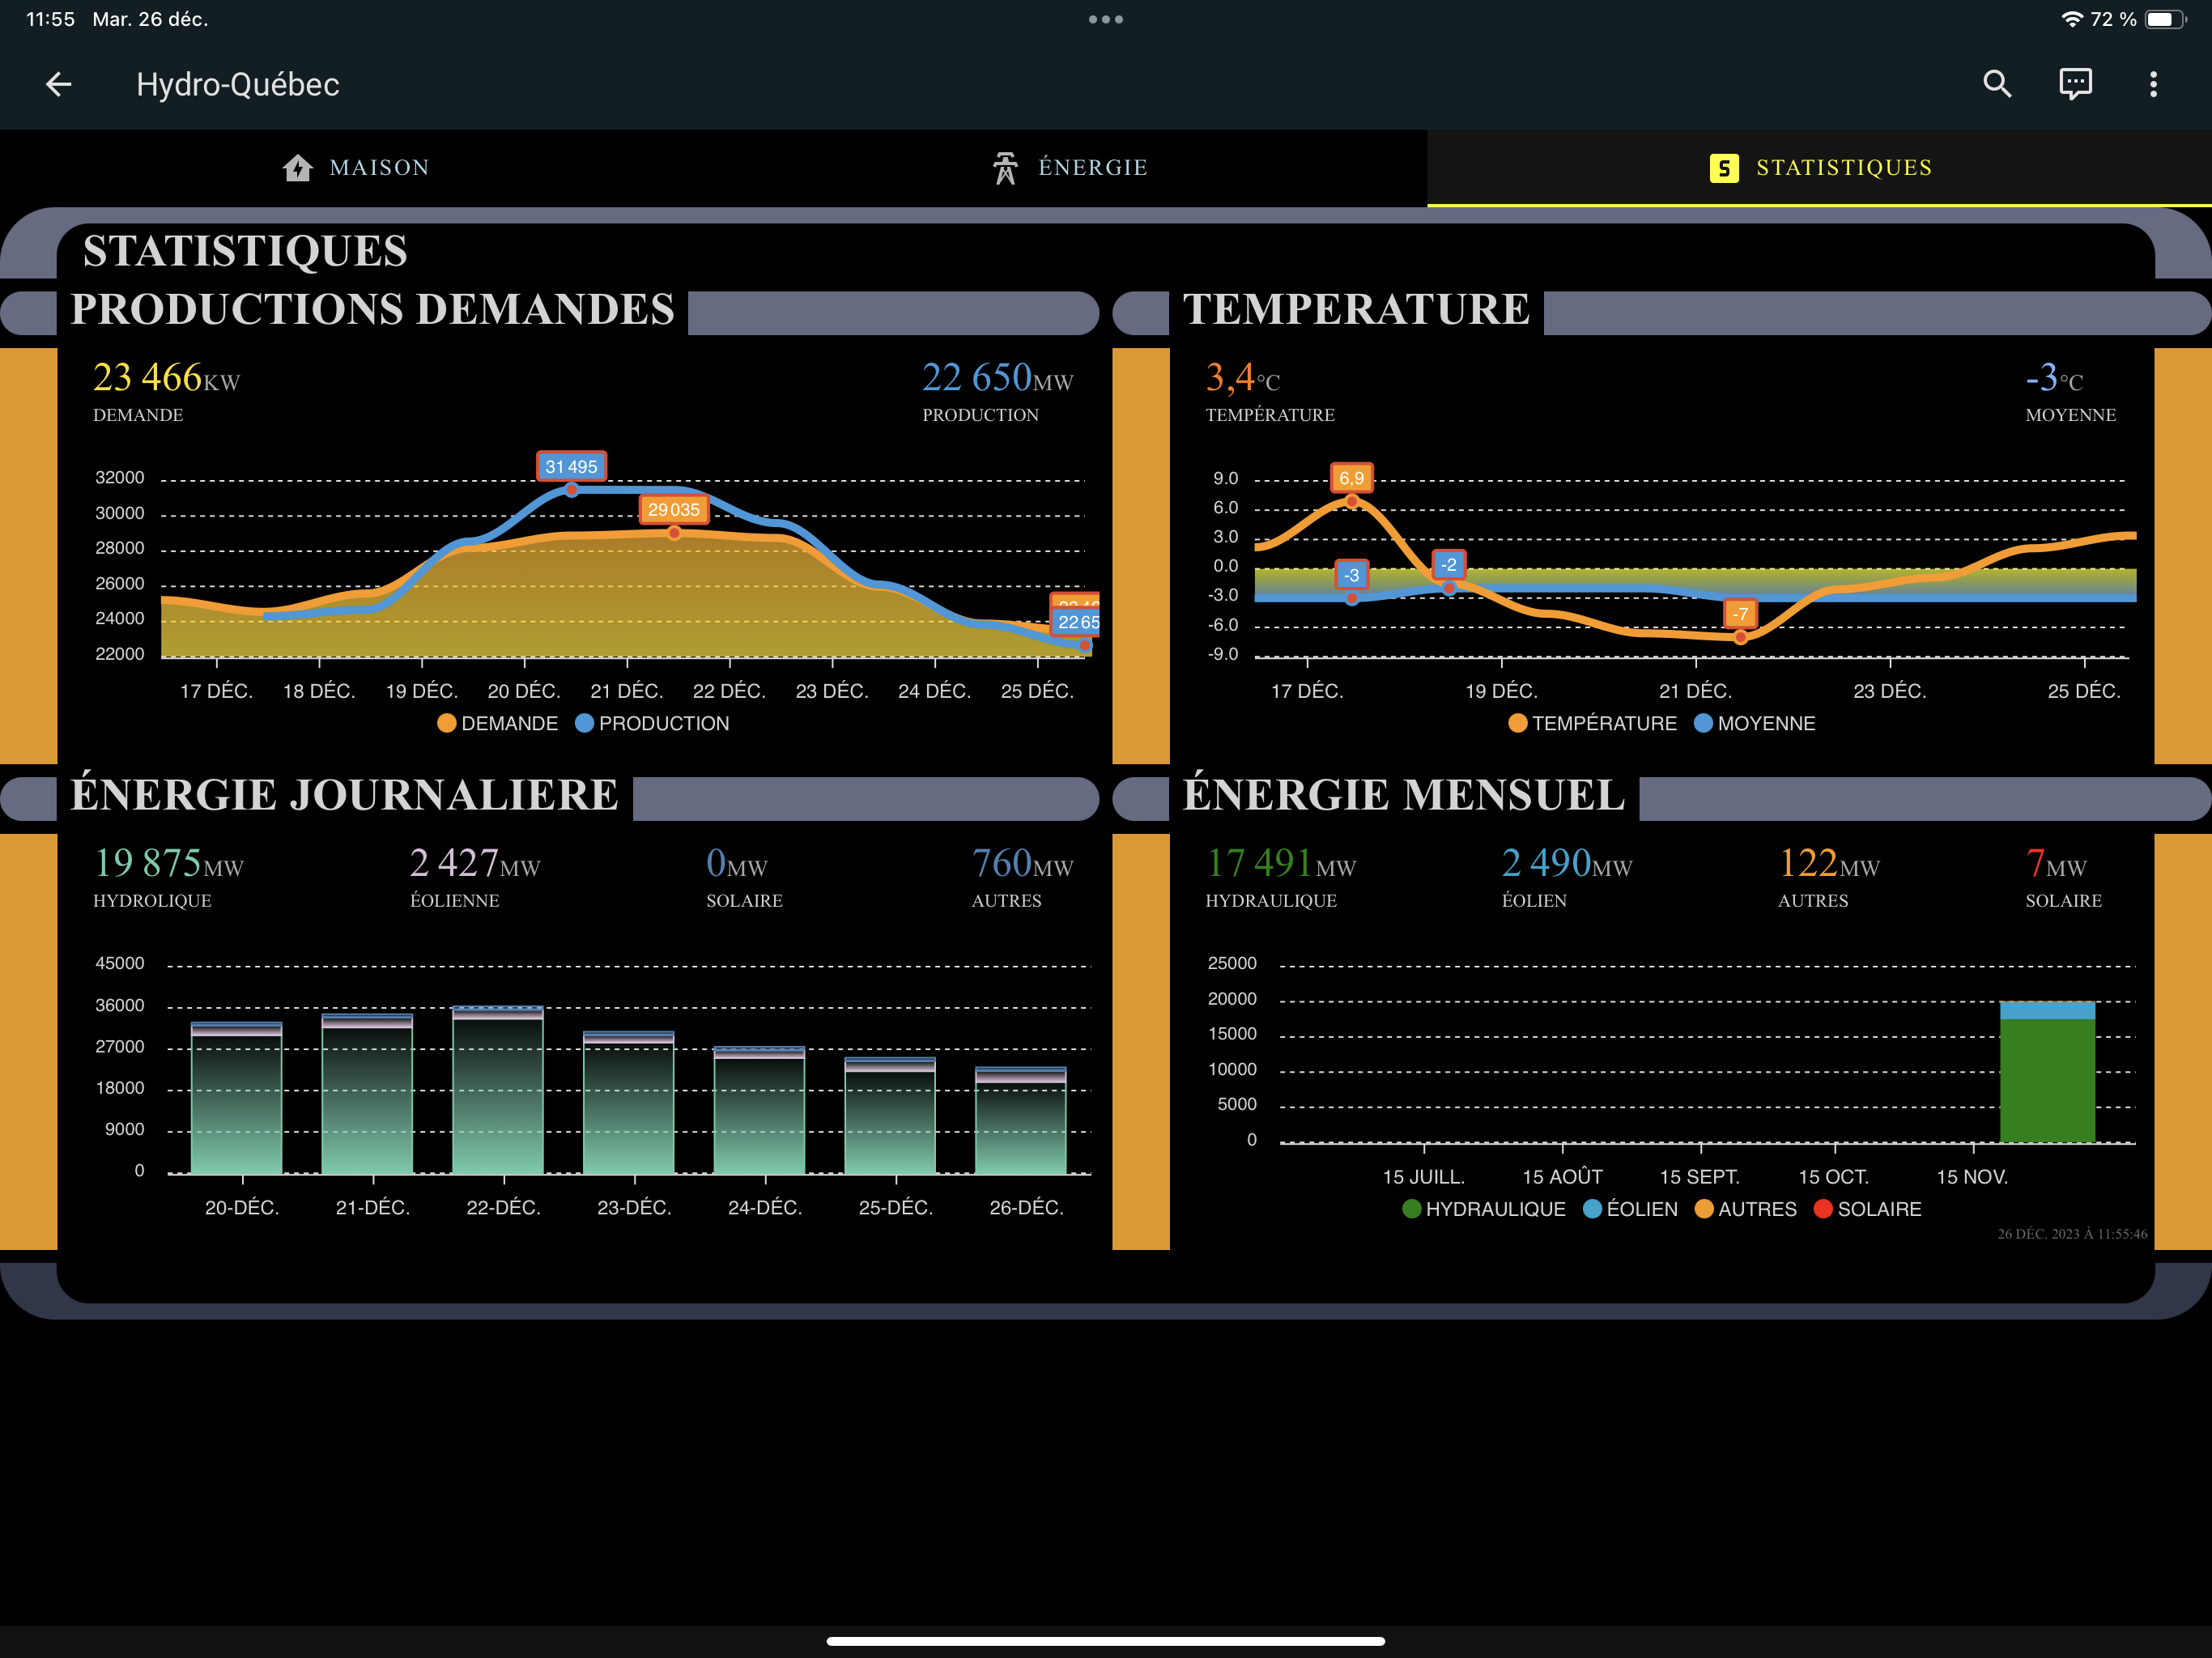 11:55 Mar. 26 déc.
72 %
Hydro-Québec
MAISON
ÉNERGIE
S STATISTIQUES
STATISTIQUES
PRODUCTIONS DEMANDES
23 466KW
DEMANDE
22 650MW
PRODUCTION
32000
30000
28000
26000
24000
22000
31 495
29 035
22 65
17 DÉC. 18 DÉC. 19 DÉC. 20 DÉC. 21 DÉC. 22 DÉC. 23 DÉC. 24 DÉC. 25 DÉC.
DEMANDE PRODUCTION
TEMPERATURE
3,4°C
TEMPÉRATURE
-3°C
MOYENNE
9.0
6.0
3.0
0.0
-3.0
-6.0
-9.0
6,9
-3
-2
-7
17 DÉC. 19 DÉC. 21 DÉC. 23 DÉC. 25 DÉC.
TEMPÉRATURE MOYENNE
ÉNERGIE JOURNALIERE
19 875MW
HYDROLIQUE
2 427MW
ÉOLIENNE
0MW
SOLAIRE
760MW
AUTRES
45000
36000
27000
18000
9000
0
20-DÉC. 21-DÉC. 22-DÉC. 23-DÉC. 24-DÉC. 25-DÉC. 26-DÉC.
ÉNERGIE MENSUEL
17 491MW
HYDRAULIQUE
2 490MW
ÉOLIEN
122MW
AUTRES
7MW
SOLAIRE
25000
20000
15000
10000
5000
0
15 JUILL. 15 AOÛT 15 SEPT. 15 OCT. 15 NOV.
HYDRAULIQUE ÉOLIEN AUTRES SOLAIRE
26 DÉC. 2023 À 11:55:46